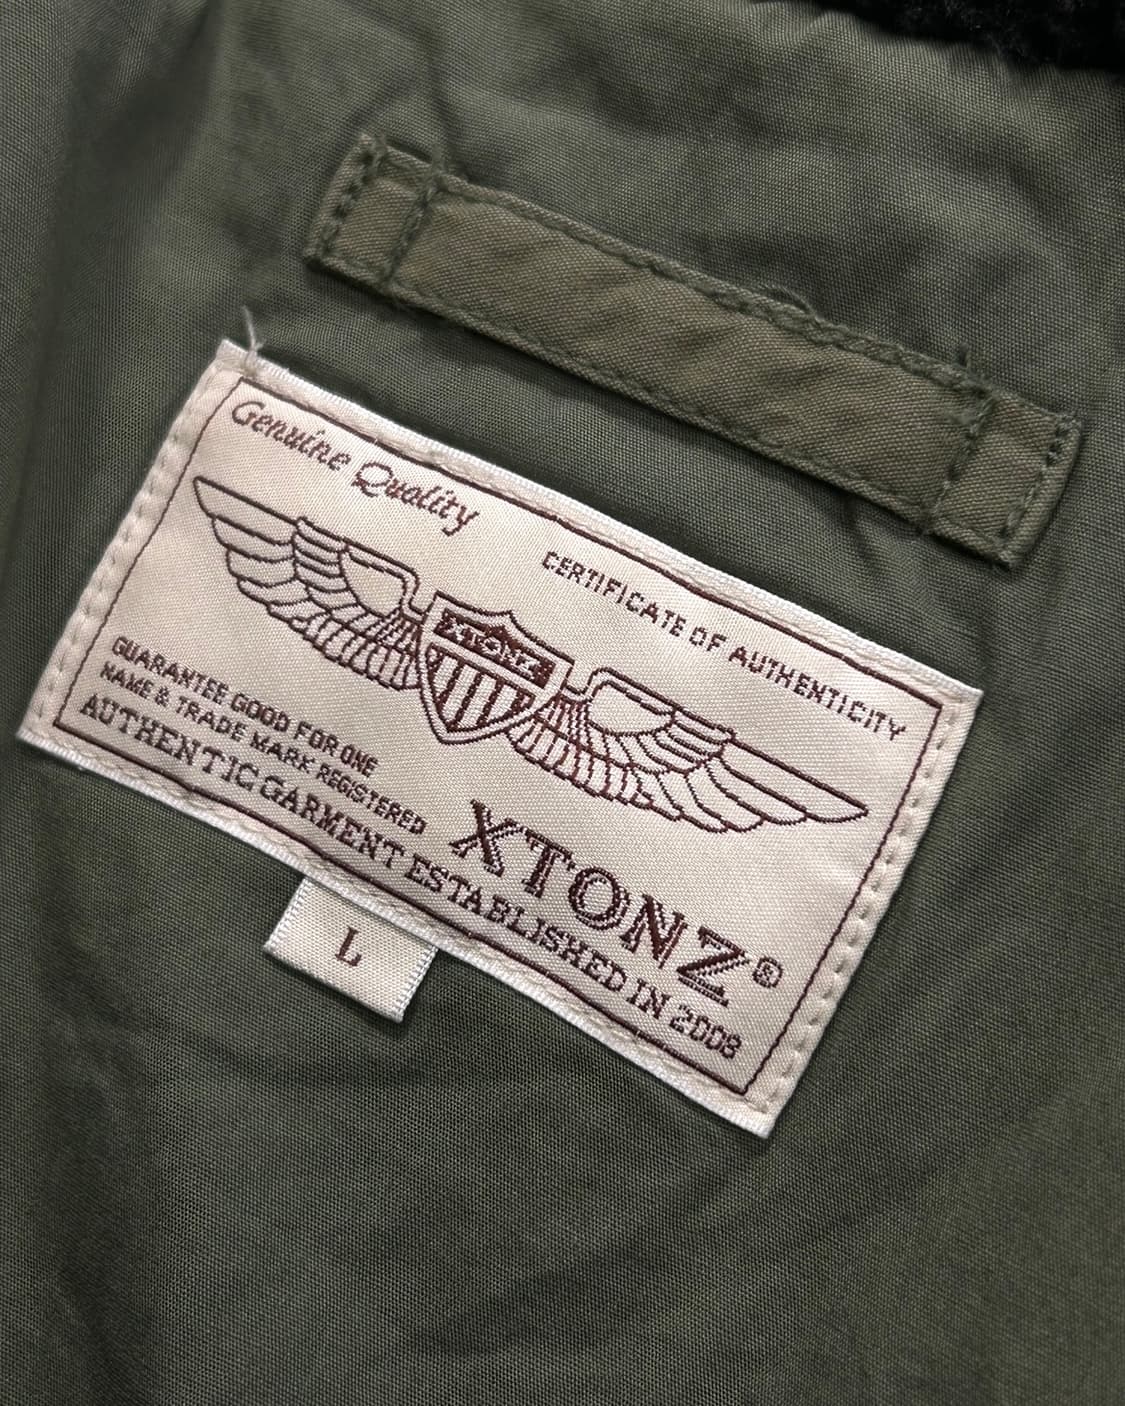 Genuine Quality
CERTIFICATE OF AUTHENTICITY
XTONZ
GUARANTEE GOOD FOR ONE
NAME & TRADE MARK REGISTERED
XTONZ®
AUTHENTIC GARMENT ESTABLISHED IN 2008
L